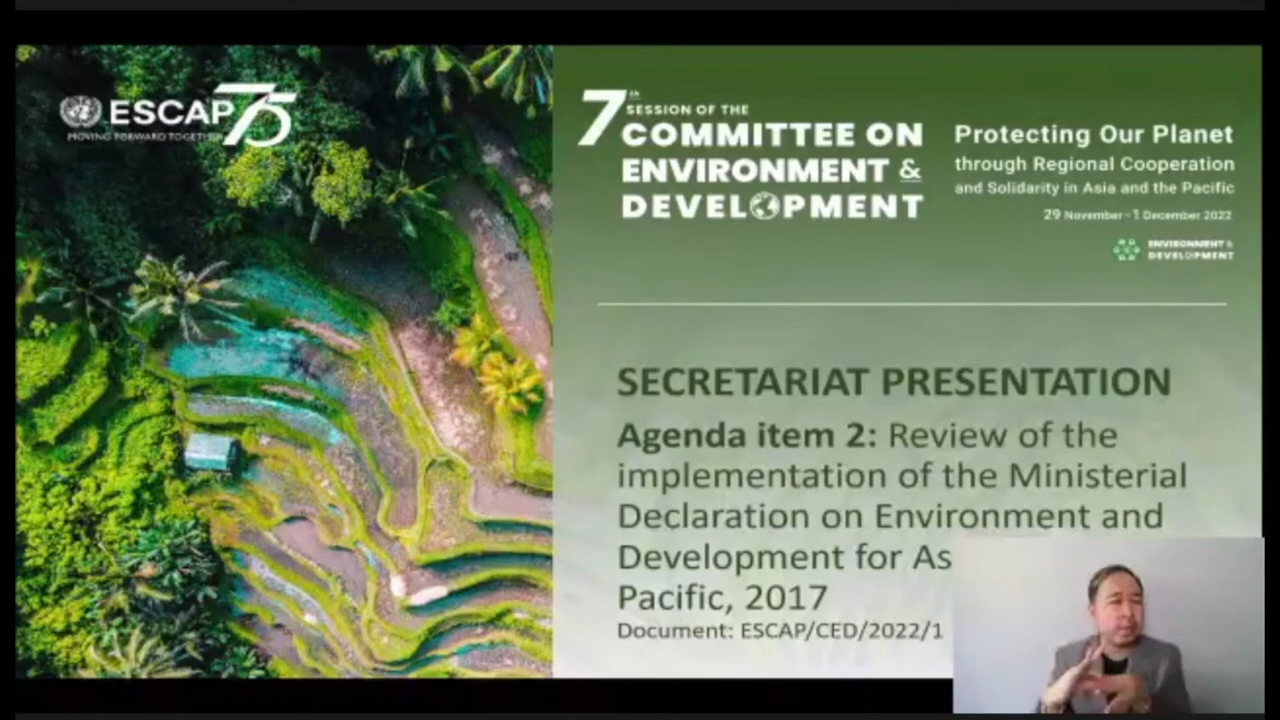 ESCAP 75
MOVING FORWARD TOGETHER
7th
SESSION OF THE
COMMITTEE ON
ENVIRONMENT &
DEVELOPMENT
Protecting Our Planet
through Regional Cooperation
and Solidarity in Asia and the Pacific
29 November - 1 December 2022
ENVIRONMENT &
DEVELOPMENT
SECRETARIAT PRESENTATION
Agenda item 2: Review of the
implementation of the Ministerial
Declaration on Environment and
Development for As
Pacific, 2017
Document: ESCAP/CED/2022/1